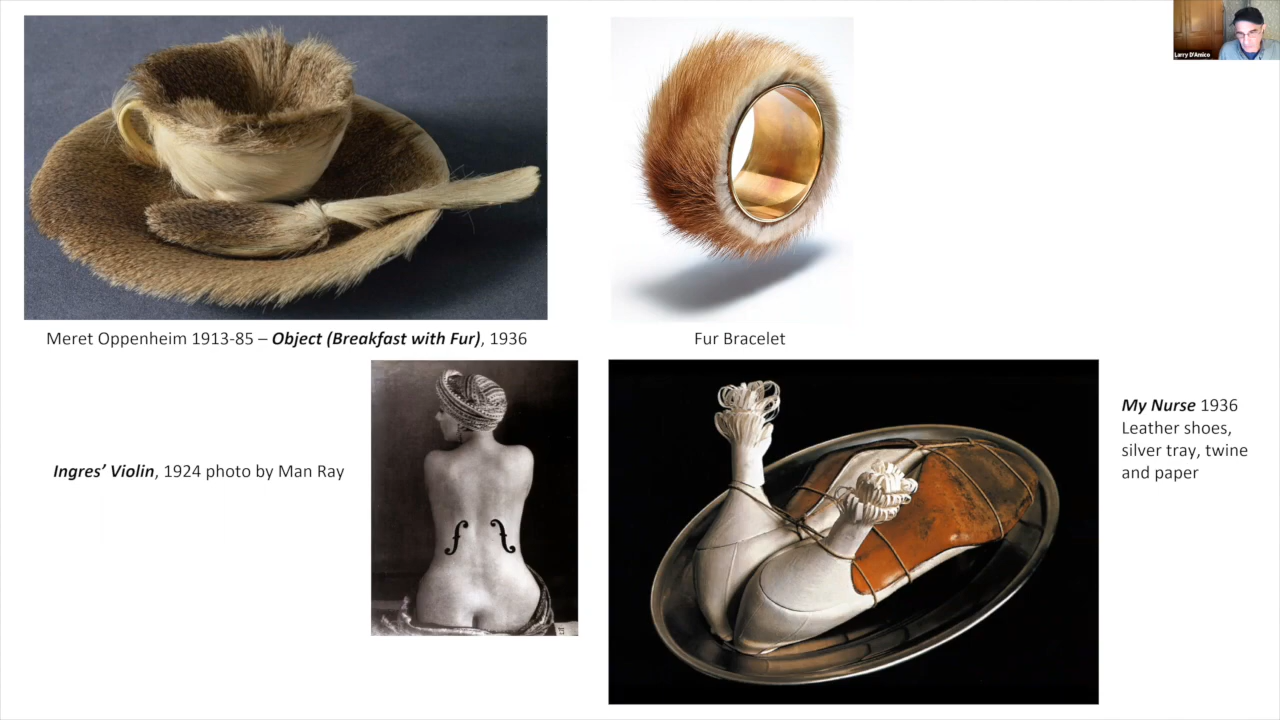 Larry D'Amico
Meret Oppenheim 1913-85 – Object (Breakfast with Fur), 1936
Fur Bracelet
Ingres' Violin, 1924 photo by Man Ray
My Nurse 1936
Leather shoes,
silver tray, twine
and paper